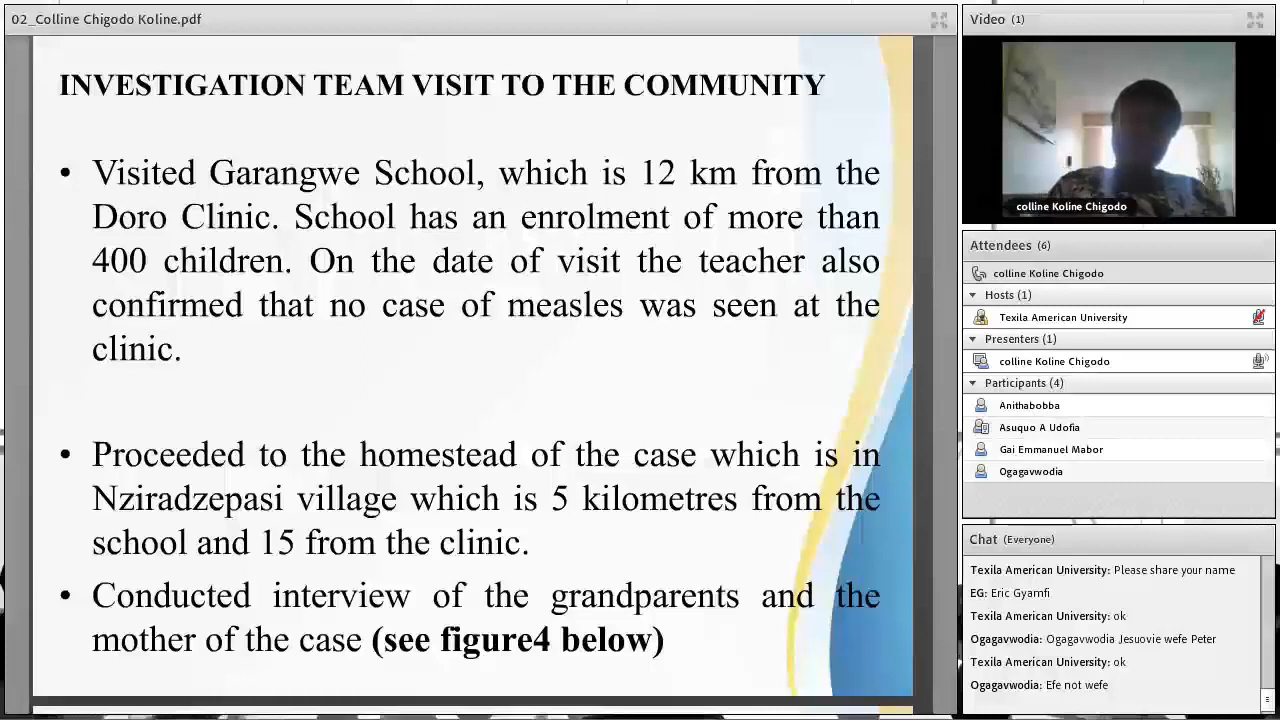 02_Colline Chigodo Koline.pdf
INVESTIGATION TEAM VISIT TO THE COMMUNITY
• Visited Garangwe School, which is 12 km from the
Doro Clinic. School has an enrolment of more than
400 children. On the date of visit the teacher also
confirmed that no case of measles was seen at the
clinic.
• Proceeded to the homestead of the case which is in
Nziradzepasi village which is 5 kilometres from the
school and 15 from the clinic.
• Conducted interview of the grandparents and the
mother of the case (see figure4 below)
Video (1)
colline Koline Chigodo
Attendees (6)
colline Koline Chigodo
Hosts (1)
Texila American University
Presenters (1)
colline Koline Chigodo
Participants (4)
Anithabobba
Asuquo A Udofia
Gai Emmanuel Mabor
Ogagavwodia
Chat (Everyone)
Texila American University: Please share your name
EG: Eric Gyamfi
Texila American University: ok
Ogagavwodia: Ogagavwodia Jesuovie wefe Peter
Texila American University: ok
Ogagavwodia: Efe not wefe